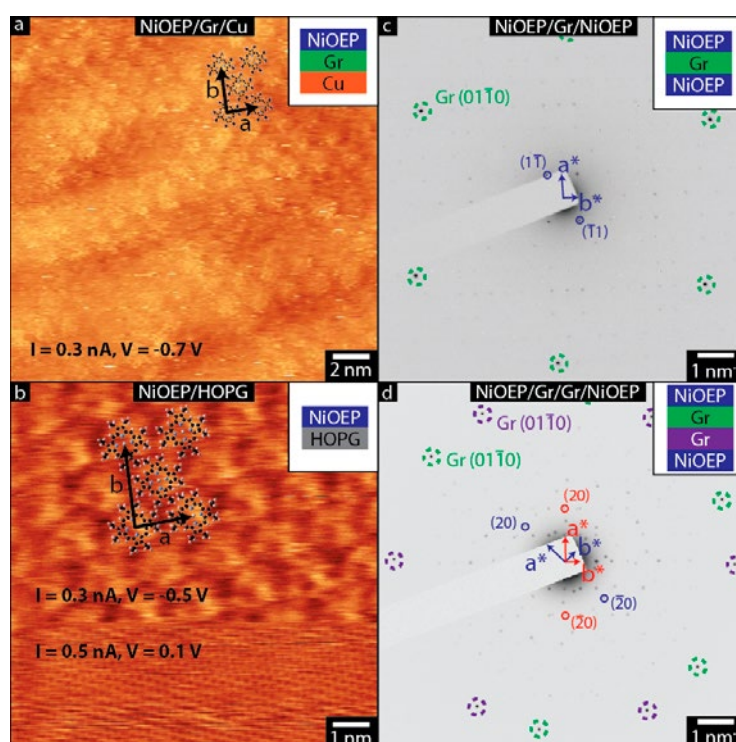 a
NiOEP/Gr/Cu
NiOEP
Gr
Cu
b
a
I = 0.3 nA, V = -0.7 V
2 nm
b
NiOEP/HOPG
NiOEP
HOPG
b
a
I = 0.3 nA, V = -0.5 V
I = 0.5 nA, V = 0.1 V
1 nm
c
NiOEP/Gr/NiOEP
NiOEP
Gr
NiOEP
Gr (011̅0)
(11̅)
a*
b*
(1̅1)
1 nm⁻¹
d
NiOEP/Gr/Gr/NiOEP
NiOEP
Gr
Gr
NiOEP
Gr (011̅0)
Gr (011̅0)
(20)
(20)
a*
b*
a*
b*
(2̅0)
(2̅0)
1 nm⁻¹